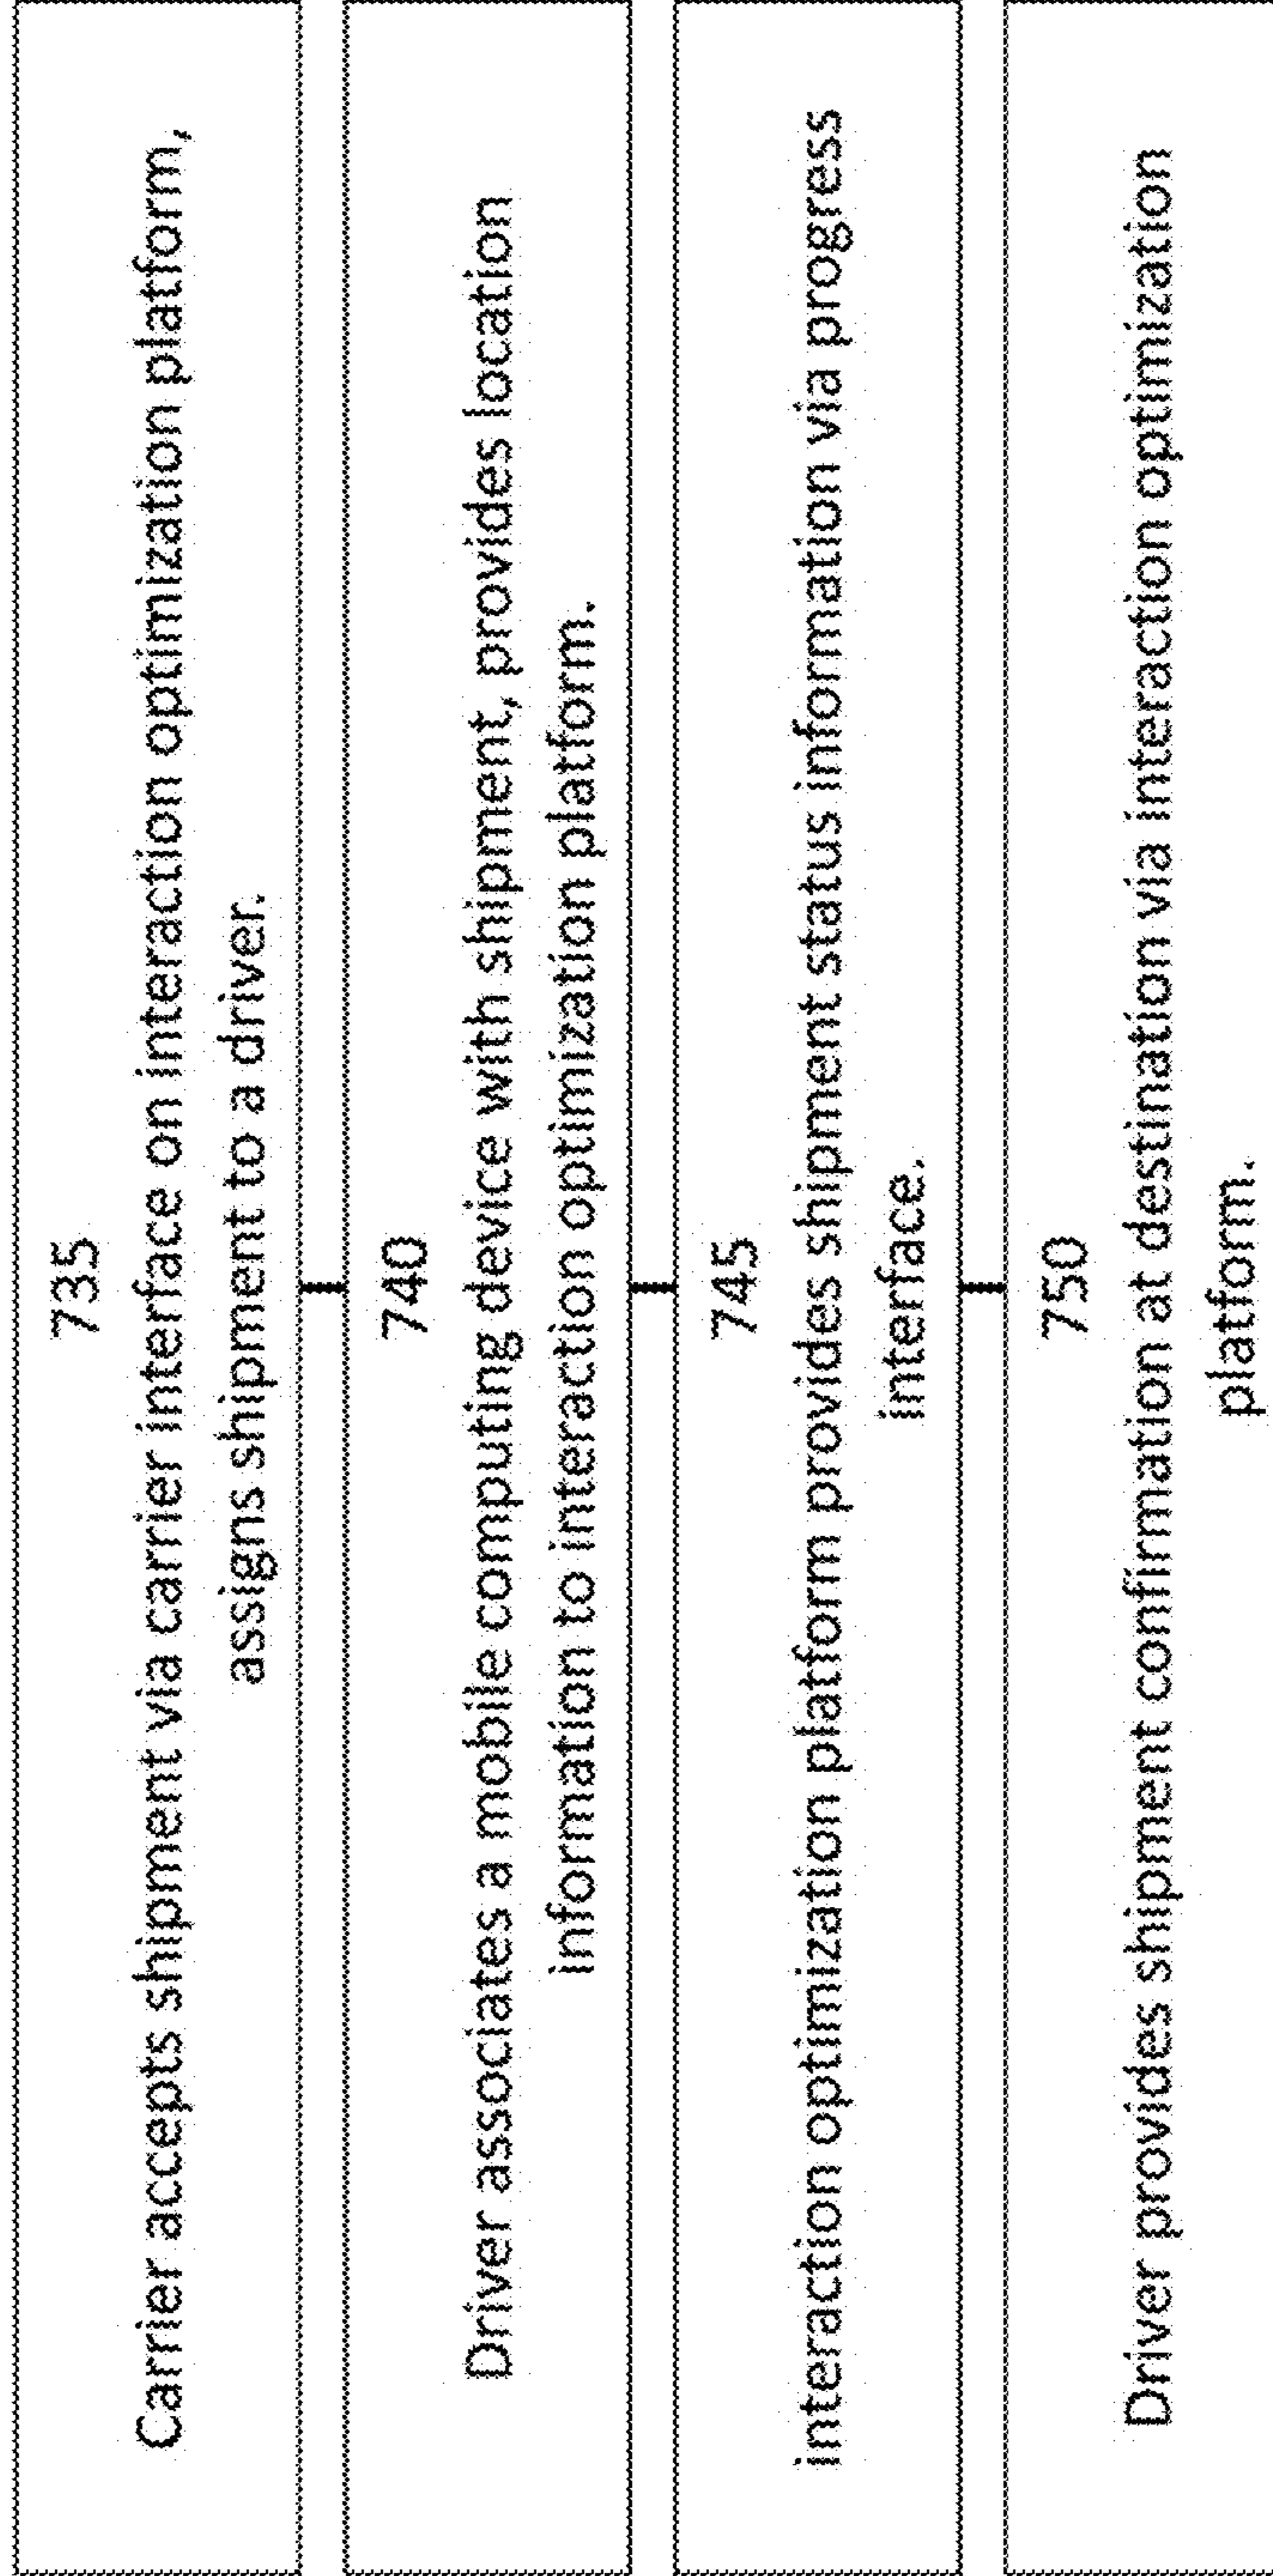 735
Carrier accepts shipment via carrier interface on interaction optimization platform,
assigns shipment to a driver.
740
Driver associates a mobile computing device with shipment, provides location
information to interaction optimization platform.
745
interaction optimization platform provides shipment status information via progress
interface.
750
Driver provides shipment confirmation at destination via interaction optimization
platform.